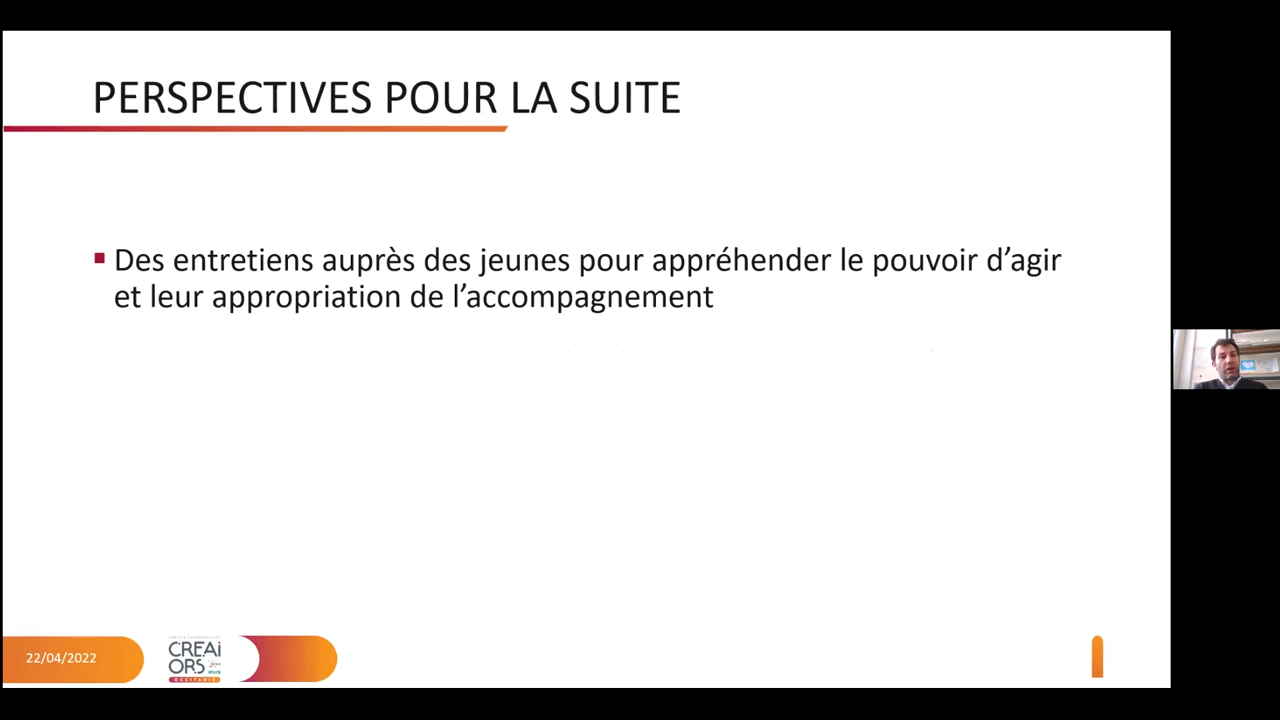 PERSPECTIVES POUR LA SUITE
Des entretiens auprès des jeunes pour appréhender le pouvoir d’agir
et leur appropriation de l’accompagnement
22/04/2022
CREAI
ORS
OCCITANIE